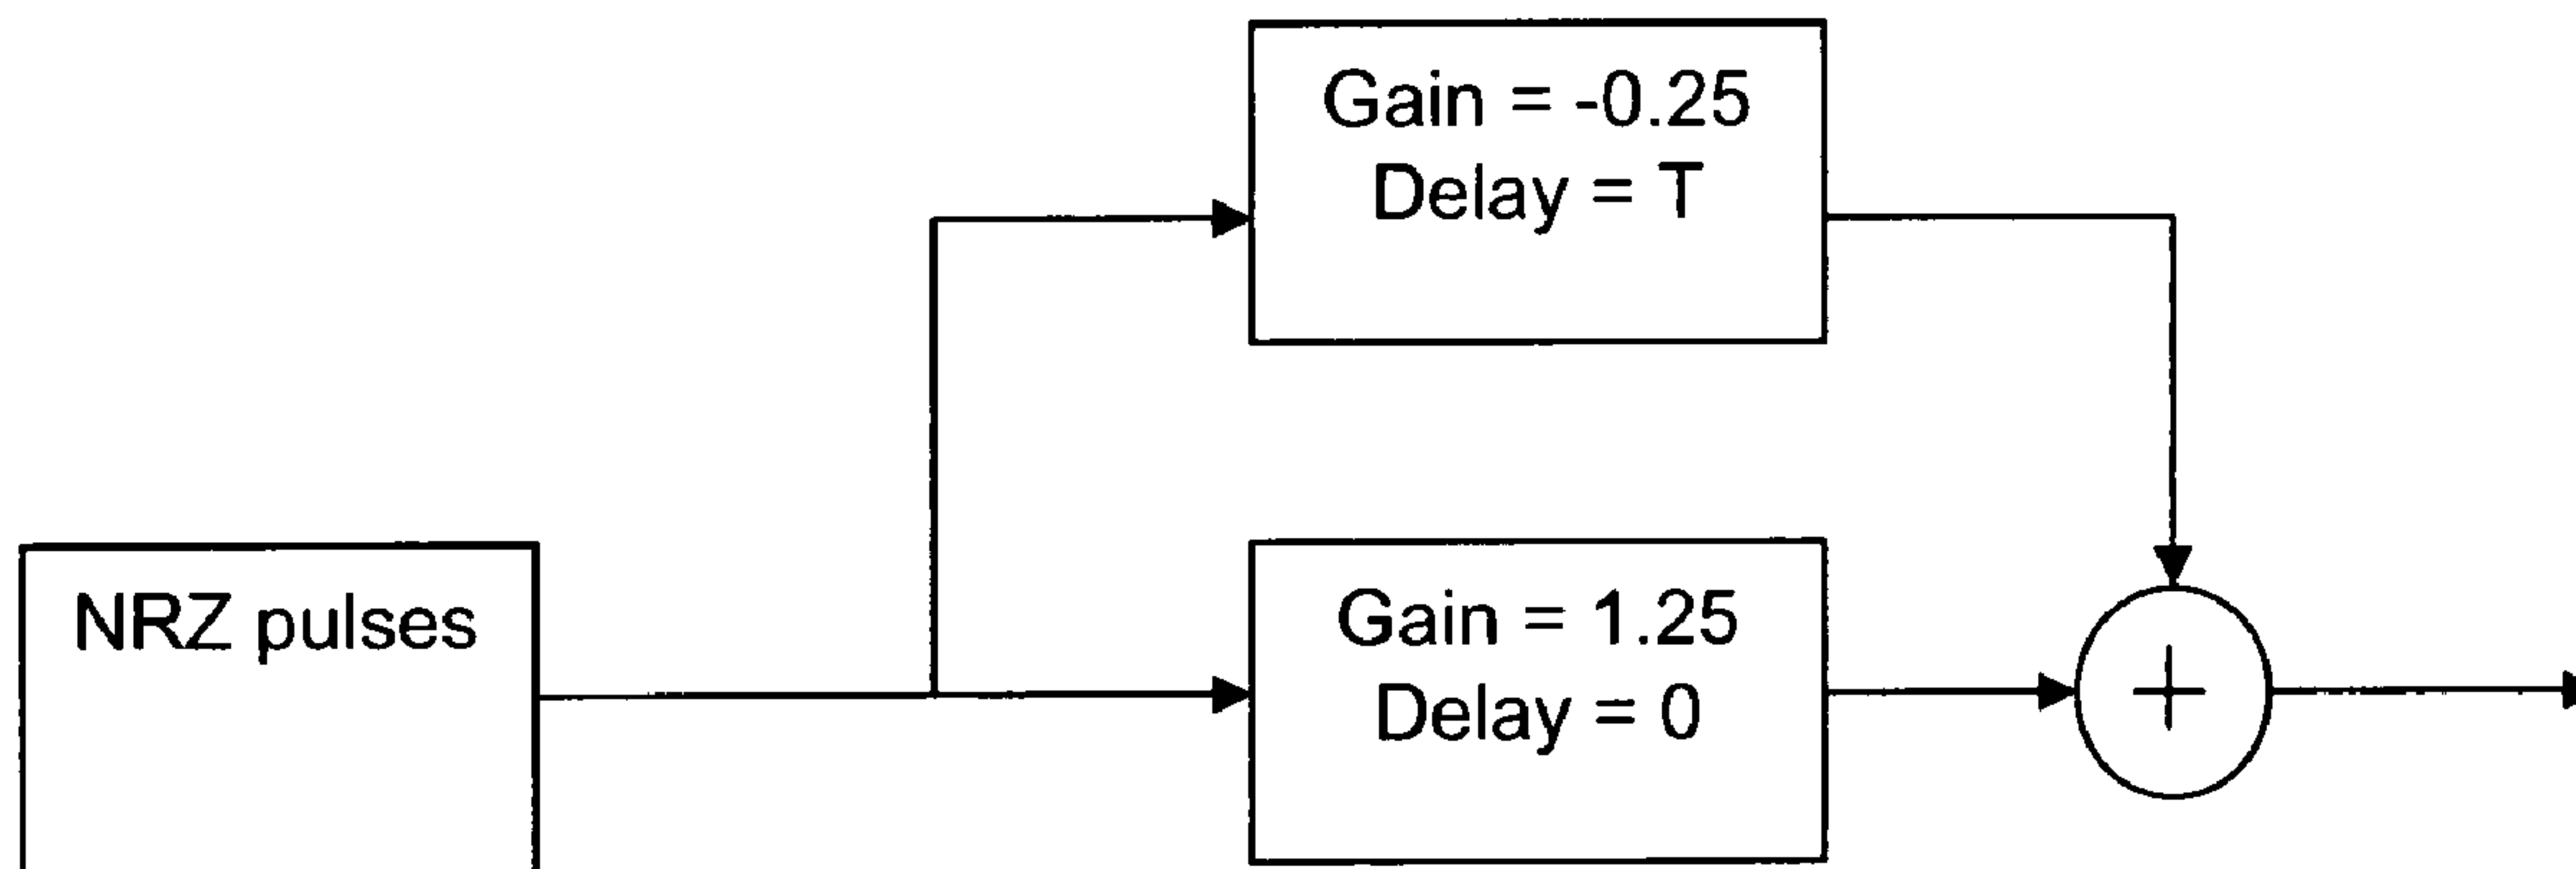 Gain = -0.25
Delay = T
NRZ pulses
Gain = 1.25
Delay = 0
+